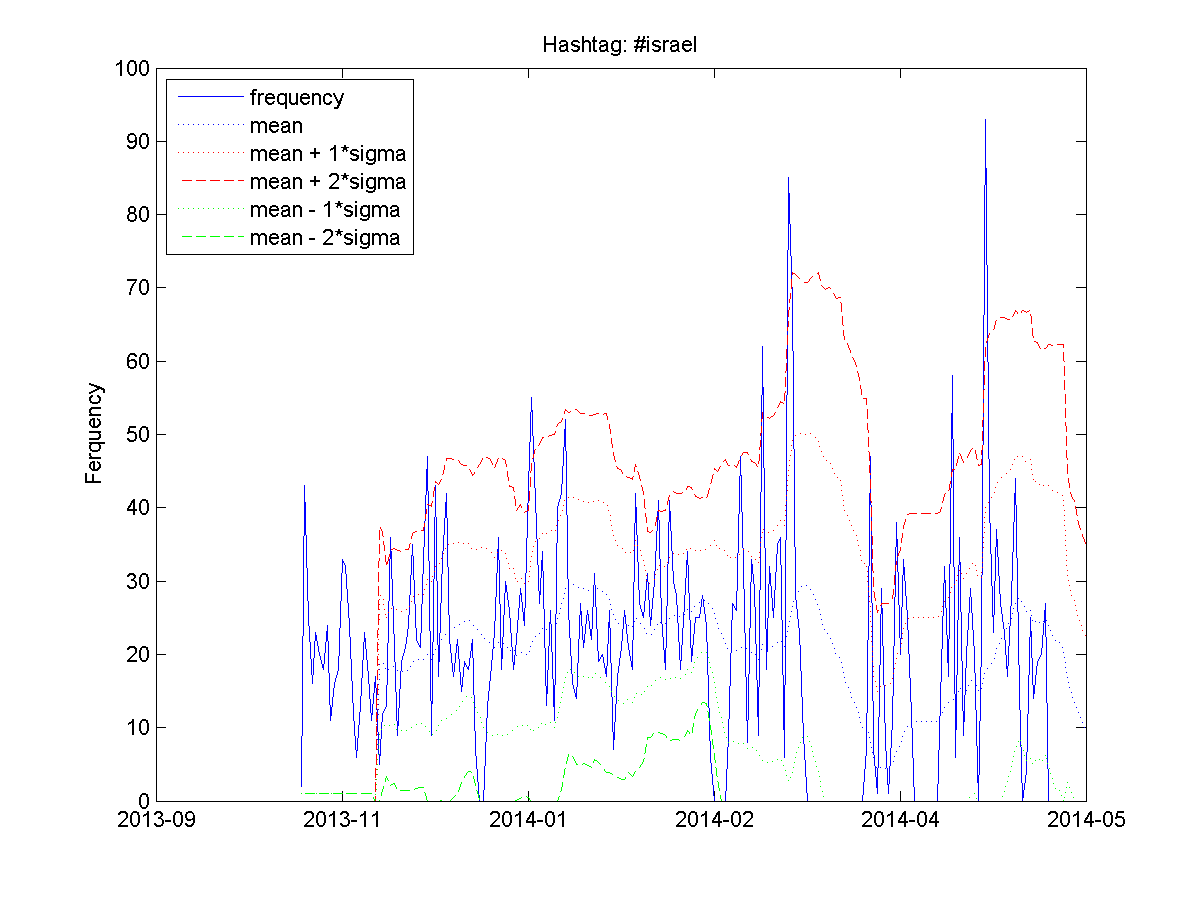 Hashtag: #israel
100
90
80
70
60
50
40
30
20
10
0
Ferquency
frequency
mean
mean + 1*sigma
mean + 2*sigma
mean - 1*sigma
mean - 2*sigma
2013-09 2013-11 2014-01 2014-02 2014-04 2014-05